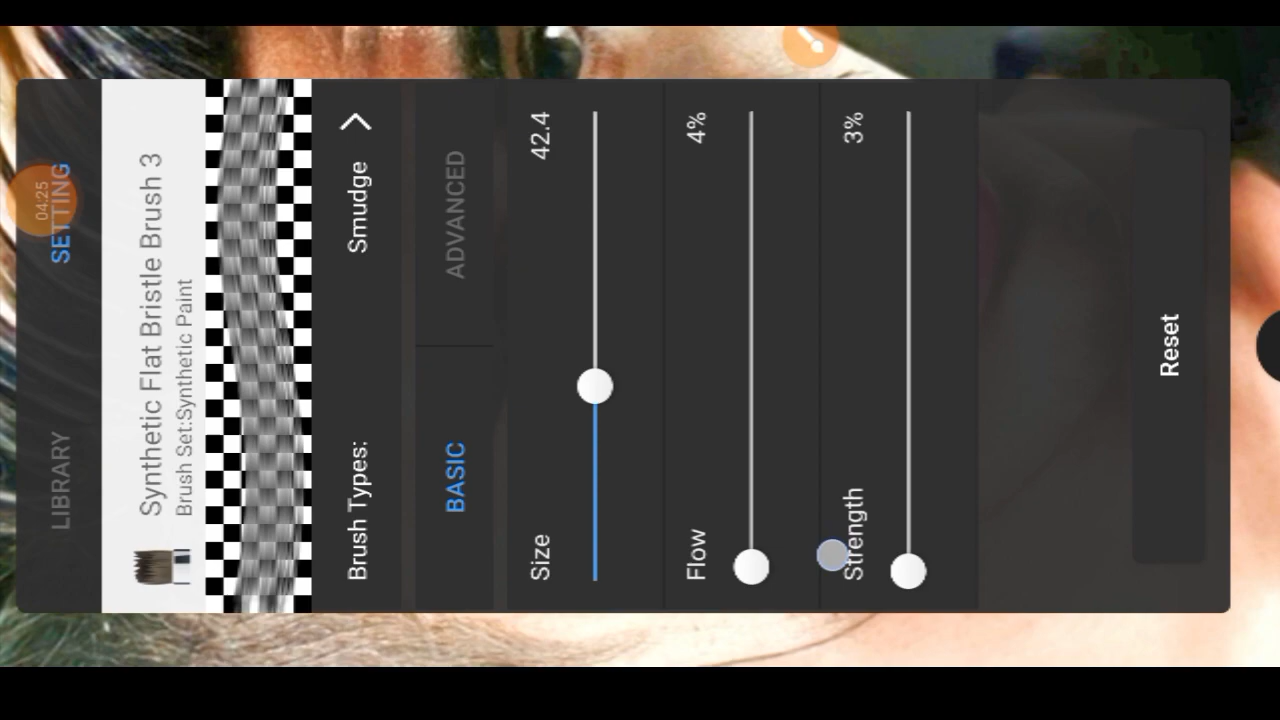 LIBRARY
SETTING
04:25
Synthetic Flat Bristle Brush 3
Brush Set:Synthetic Paint
Brush Types:
Smudge
BASIC
ADVANCED
Size
42.4
Flow
4%
Strength
3%
Reset